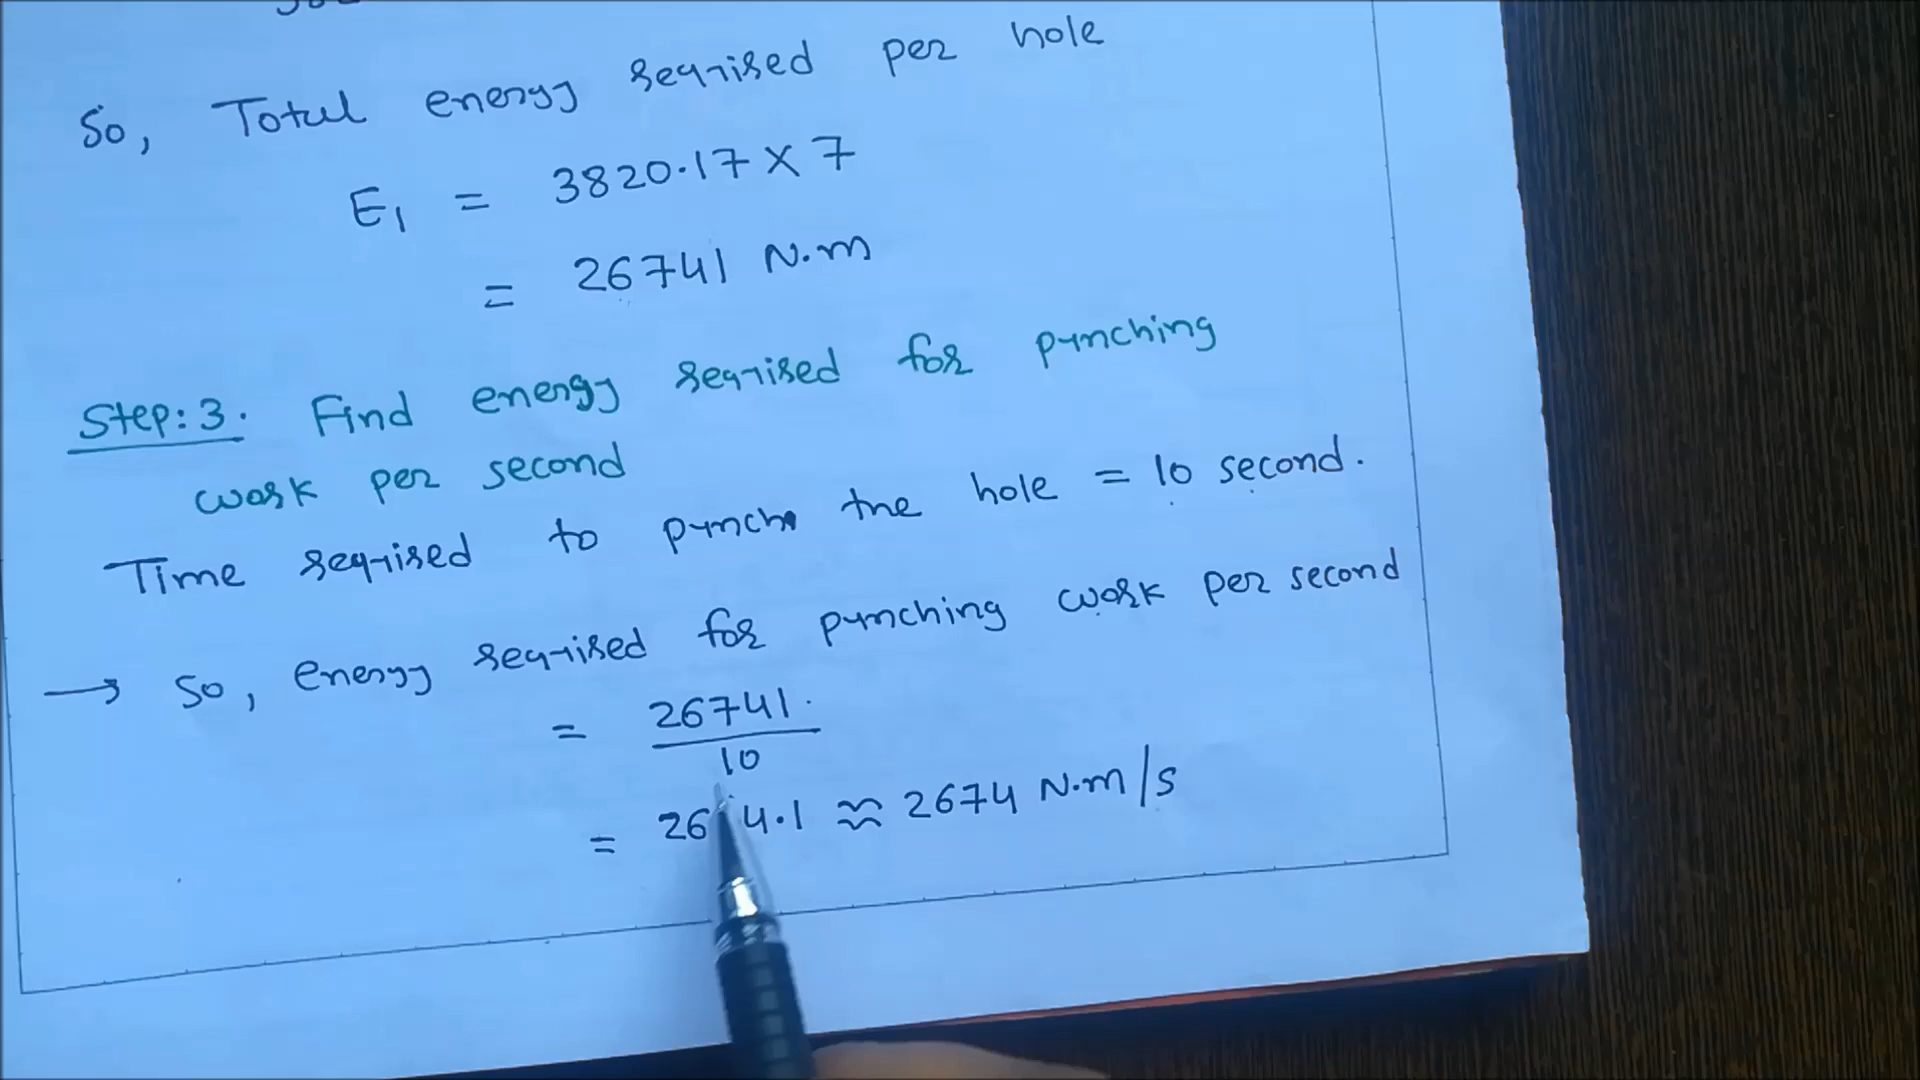 So, Total energy required per hole
E1 = 3820.17 × 7
= 26741 N.m
Step:3. Find energy required for punching
work per second
Time required to punch the hole = 10 second.
→ So, energy required for punching work per second
= 26741
10
= 2674.1 ≈ 2674 N.m/s